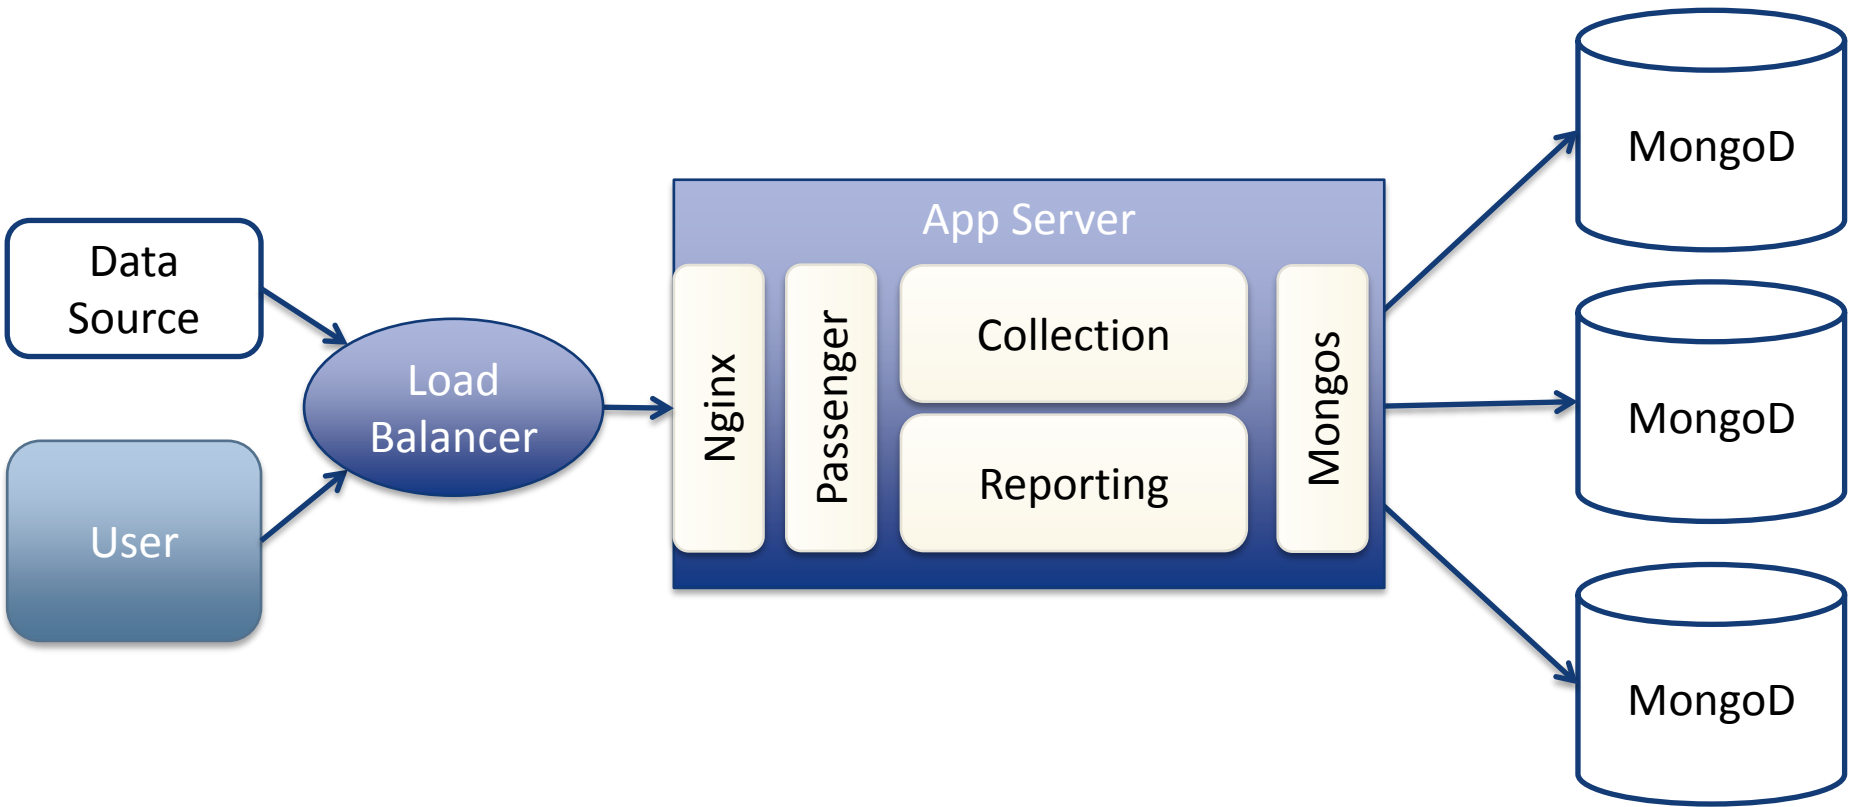 Data
Source
User
Load
Balancer
App Server
Nginx
Passenger
Collection
Reporting
Mongos
MongoD
MongoD
MongoD